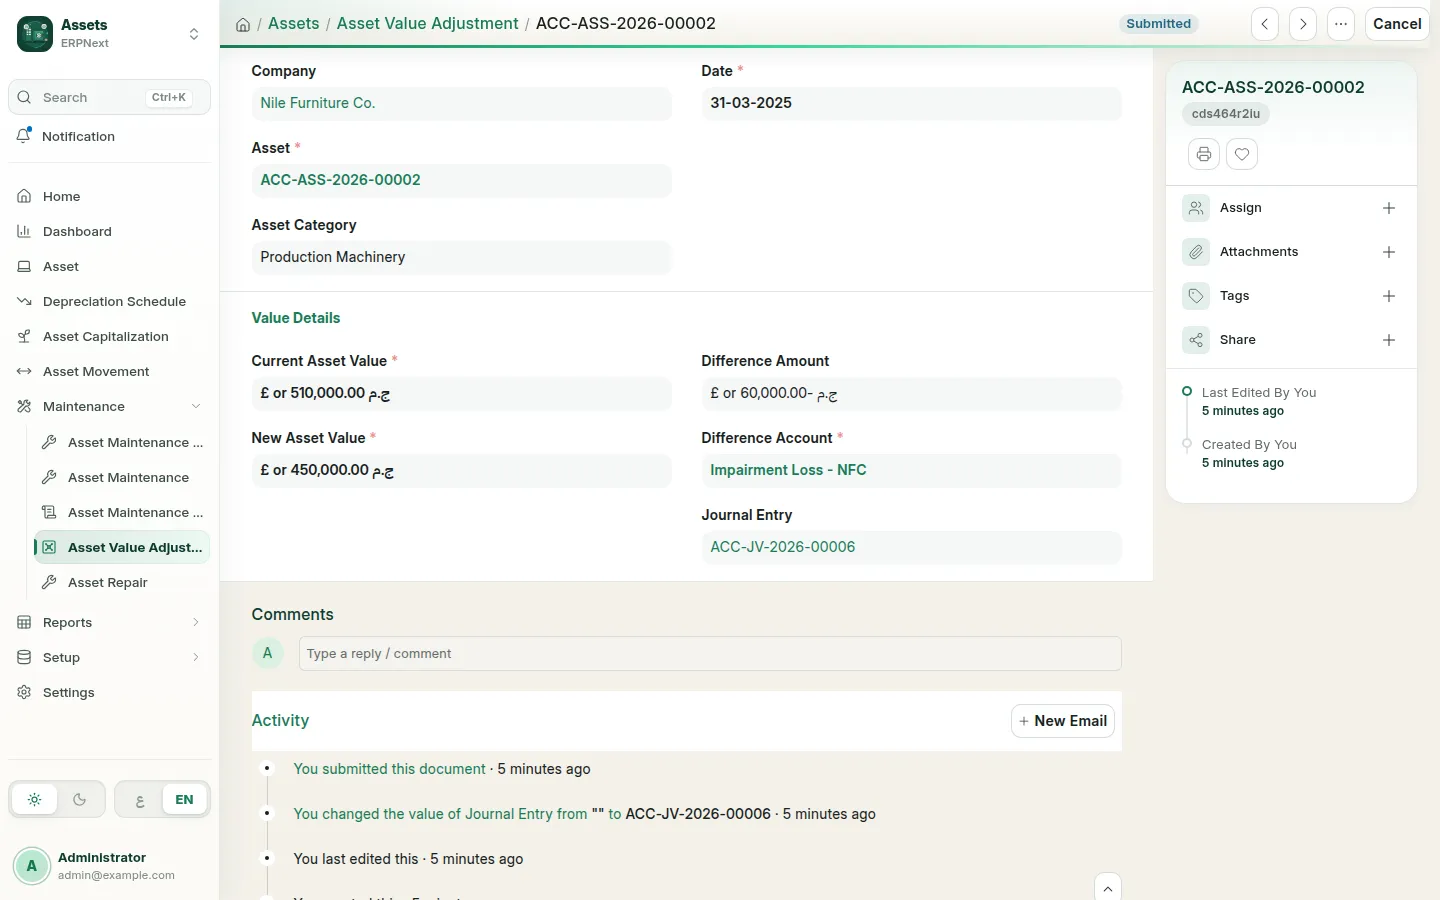 Assets
ERPNext
Search
Ctrl+K
Notification
Home
Dashboard
Asset
Depreciation Schedule
Asset Capitalization
Asset Movement
Maintenance
Asset Maintenance ...
Asset Maintenance
Asset Maintenance ...
Asset Value Adjust...
Asset Repair
Reports
Setup
Settings
ع
EN
A
Administrator
admin@example.com
/ Assets / Asset Value Adjustment / ACC-ASS-2026-00002
Submitted
Cancel
Company
Nile Furniture Co.
Date *
31-03-2025
Asset *
ACC-ASS-2026-00002
Asset Category
Production Machinery
Value Details
Current Asset Value *
£ or 510,000.00 ج.م
Difference Amount
£ or 60,000.00- ج.م
New Asset Value *
£ or 450,000.00 ج.م
Difference Account *
Impairment Loss - NFC
Journal Entry
ACC-JV-2026-00006
Comments
A
Type a reply / comment
Activity
New Email
You submitted this document · 5 minutes ago
You changed the value of Journal Entry from "" to ACC-JV-2026-00006 · 5 minutes ago
You last edited this · 5 minutes ago
ACC-ASS-2026-00002
cds464r2iu
Assign
Attachments
Tags
Share
Last Edited By You
5 minutes ago
Created By You
5 minutes ago